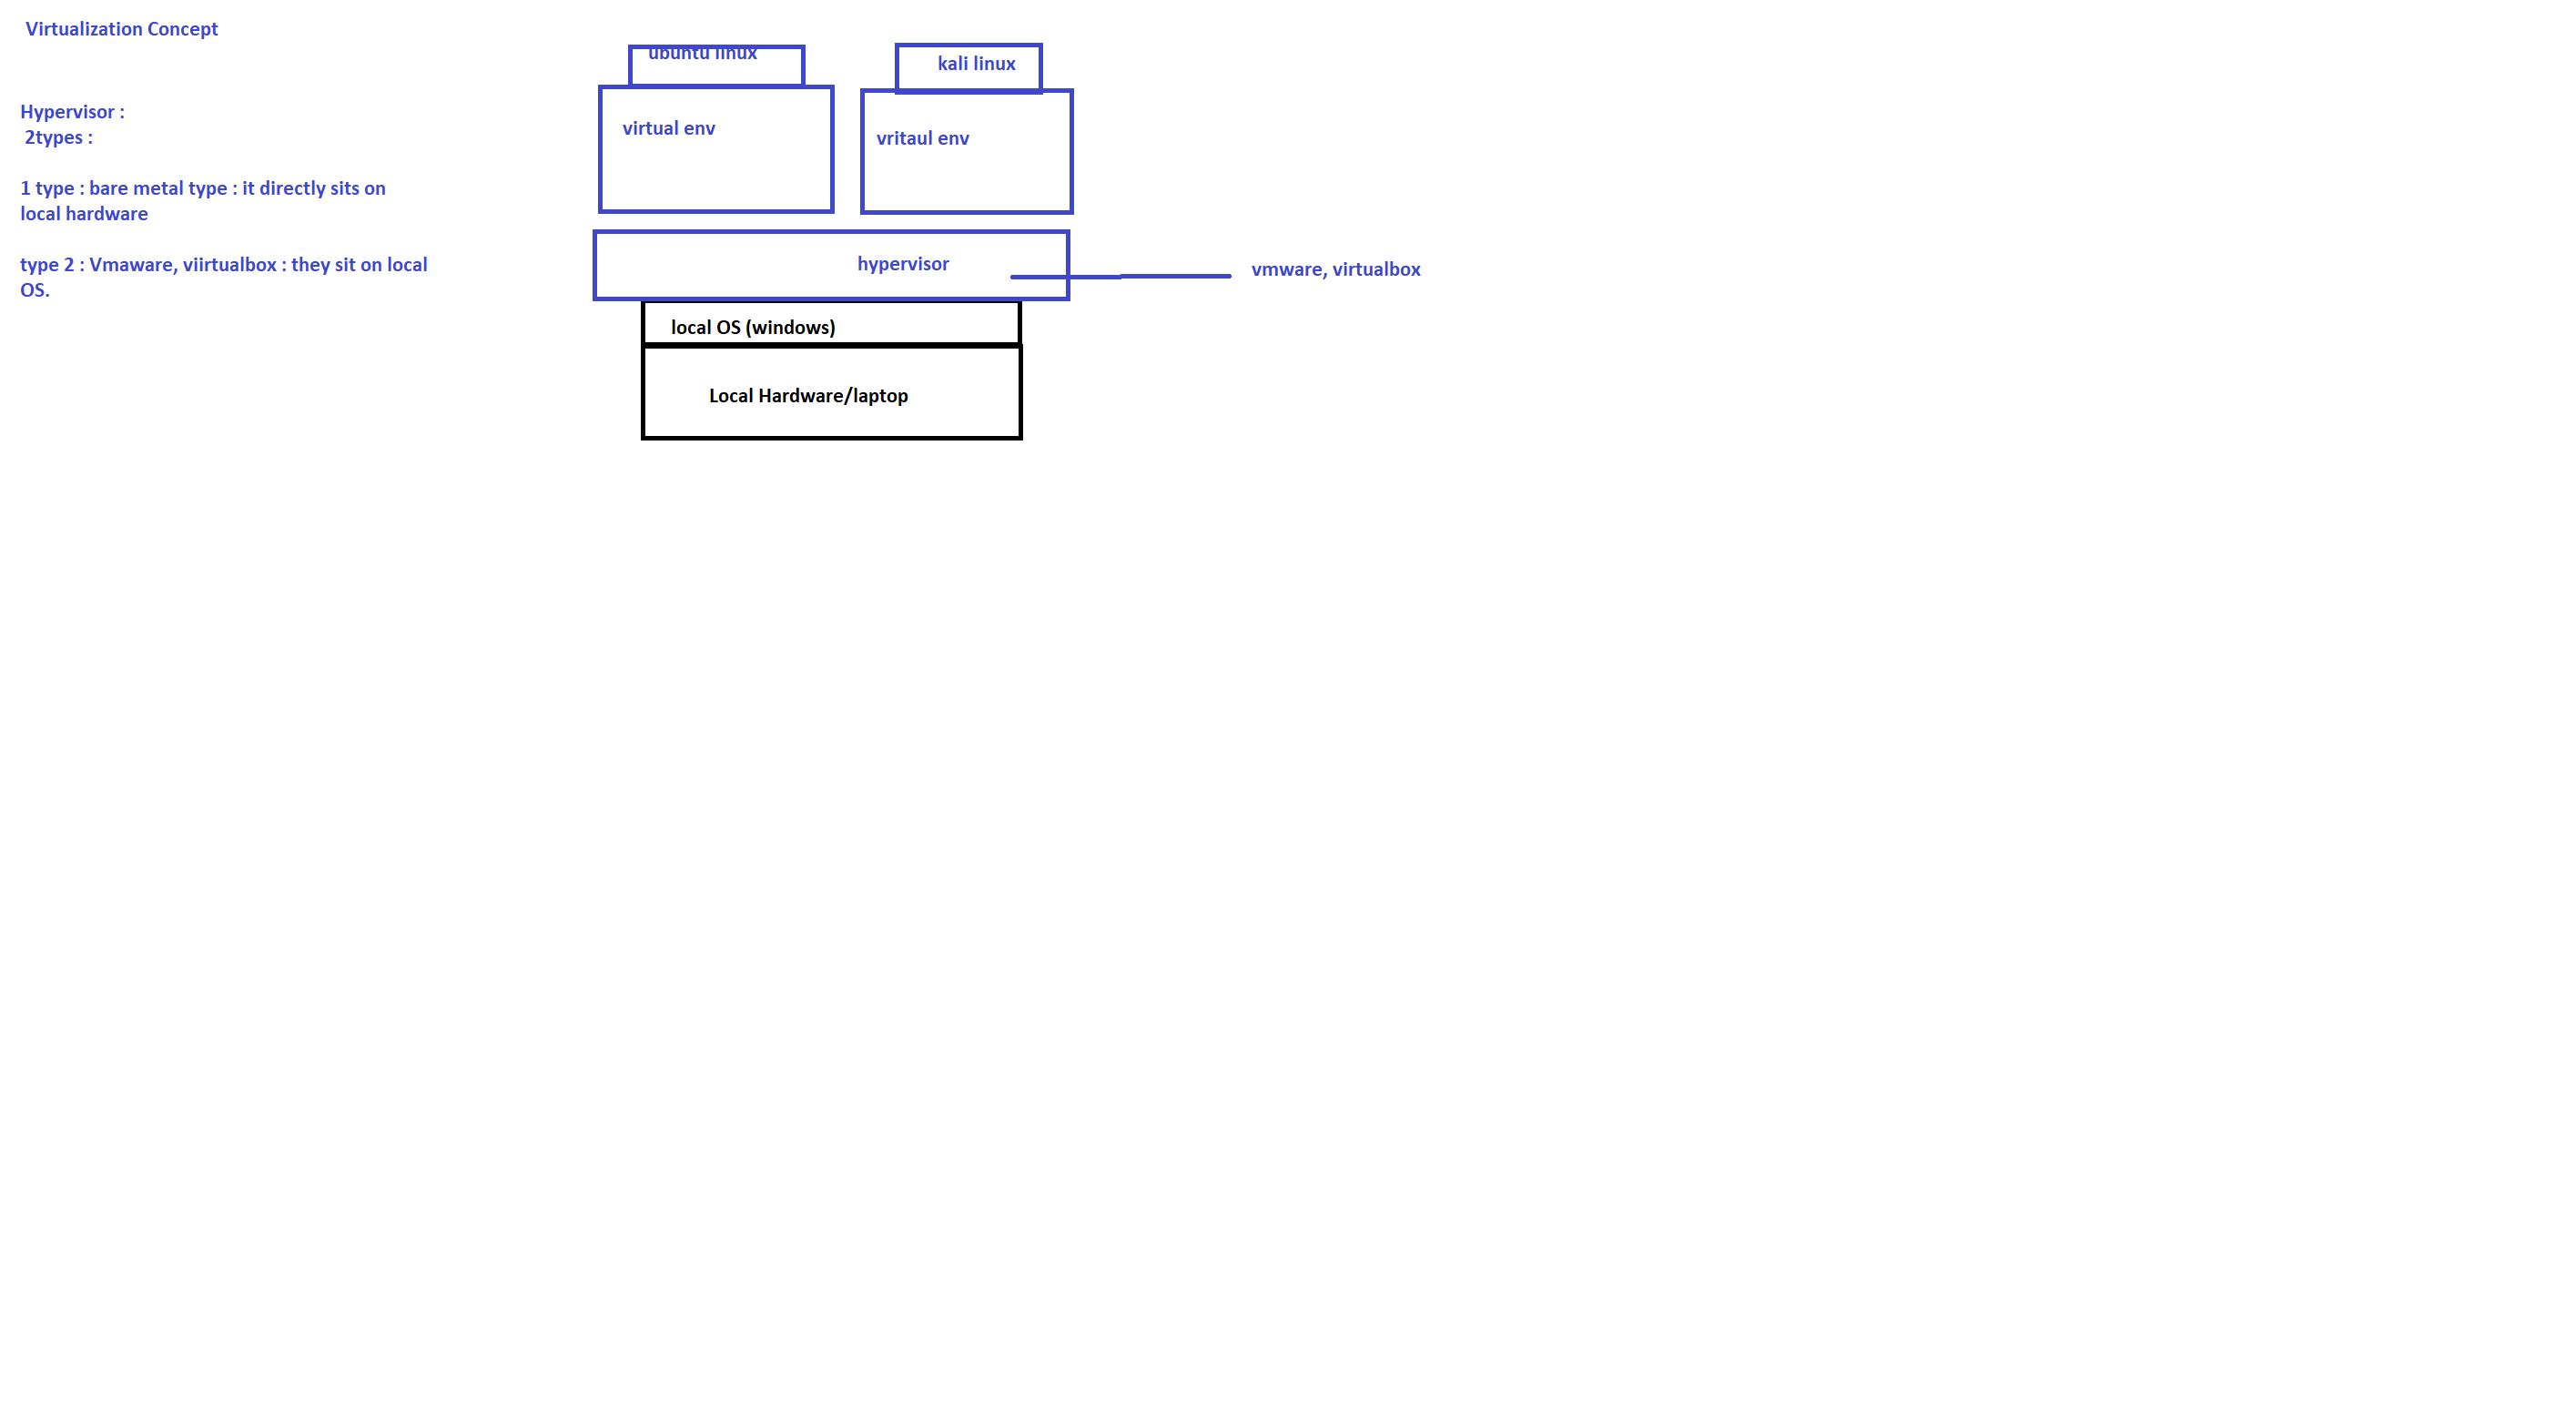 Virtualization Concept
Hypervisor :
2types :
1 type : bare metal type : it directly sits on
local hardware
type 2 : Vmaware, viirtualbox : they sit on local
OS.
ubuntu linux
kali linux
virtual env
vritaul env
hypervisor
vmware, virtualbox
local OS (windows)
Local Hardware/laptop